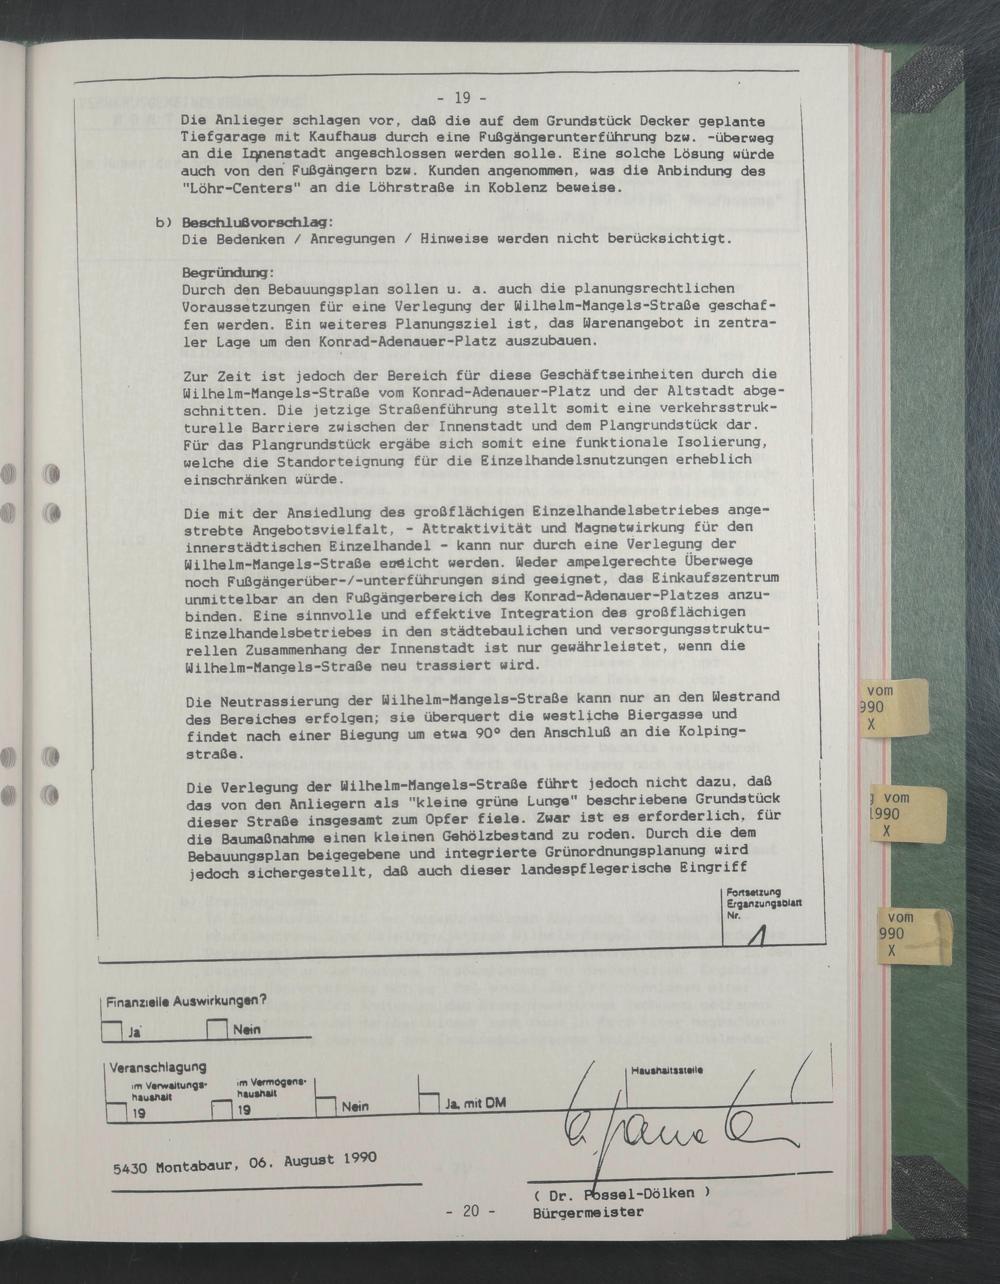 - 19 -
Die Anlieger schlagen vor, daß die auf dem Grundstück Decker geplante
Tiefgarage mit Kaufhaus durch eine Fußgängerunterführung bzw. -überweg
an die Innenstadt angeschlossen werden solle. Eine solche Lösung würde
auch von den Fußgängern bzw. Kunden angenommen, was die Anbindung des
"Löhr-Centers" an die Löhrstraße in Koblenz beweise.
b) Beschlußvorschlag:
Die Bedenken / Anregungen / Hinweise werden nicht berücksichtigt.
Begründung:
Durch den Bebauungsplan sollen u. a. auch die planungsrechtlichen
Voraussetzungen für eine Verlegung der Wilhelm-Mangels-Straße geschaf-
fen werden. Ein weiteres Planungsziel ist, das Warenangebot in zentra-
ler Lage um den Konrad-Adenauer-Platz auszubauen.
Zur Zeit ist jedoch der Bereich für diese Geschäftseinheiten durch die
Wilhelm-Mangels-Straße vom Konrad-Adenauer-Platz und der Altstadt abge-
schnitten. Die jetzige Straßenführung stellt somit eine verkehrsstruk-
turelle Barriere zwischen der Innenstadt und dem Plangrundstück dar.
Für das Plangrundstück ergäbe sich somit eine funktionale Isolierung,
welche die Standorteignung für die Einzelhandelsnutzungen erheblich
einschränken würde.
Die mit der Ansiedlung des großflächigen Einzelhandelsbetriebes ange-
strebte Angebotsvielfalt, - Attraktivität und Magnetwirkung für den
innerstädtischen Einzelhandel - kann nur durch eine Verlegung der
Wilhelm-Mangels-Straße erreicht werden. Weder ampelgerechte Überwege
noch Fußgängerüber-/-unterführungen sind geeignet, das Einkaufszentrum
unmittelbar an den Fußgängerbereich des Konrad-Adenauer-Platzes anzu-
binden. Eine sinnvolle und effektive Integration des großflächigen
Einzelhandelsbetriebes in den städtebaulichen und versorgungsstruktu-
rellen Zusammenhang der Innenstadt ist nur gewährleistet, wenn die
Wilhelm-Mangels-Straße neu trassiert wird.
Die Neutrassierung der Wilhelm-Mangels-Straße kann nur an den Westrand
des Bereiches erfolgen; sie überquert die westliche Biergasse und
findet nach einer Biegung um etwa 90° den Anschluß an die Kolping-
straße.
Die Verlegung der Wilhelm-Mangels-Straße führt jedoch nicht dazu, daß
das von den Anliegern als "kleine grüne Lunge" beschriebene Grundstück
dieser Straße insgesamt zum Opfer fiele. Zwar ist es erforderlich, für
die Baumaßnahme einen kleinen Gehölzbestand zu roden. Durch die dem
Bebauungsplan beigegebene und integrierte Grünordnungsplanung wird
jedoch sichergestellt, daß auch dieser landespflegerische Eingriff
Fortsetzung
Ergänzungsblatt
Nr.
1
Finanzielle Auswirkungen?
Ja
Nein
Veranschlagung
im Verwaltungs-
haushalt
19
im Vermögens-
haushalt
19
Nein
Ja, mit DM
Haushaltsstelle
5430 Montabaur, 06. August 1990
( Dr. Possel-Dölken )
Bürgermeister
- 20 -
vom
990
X
g vom
1990
X
vom
990
X